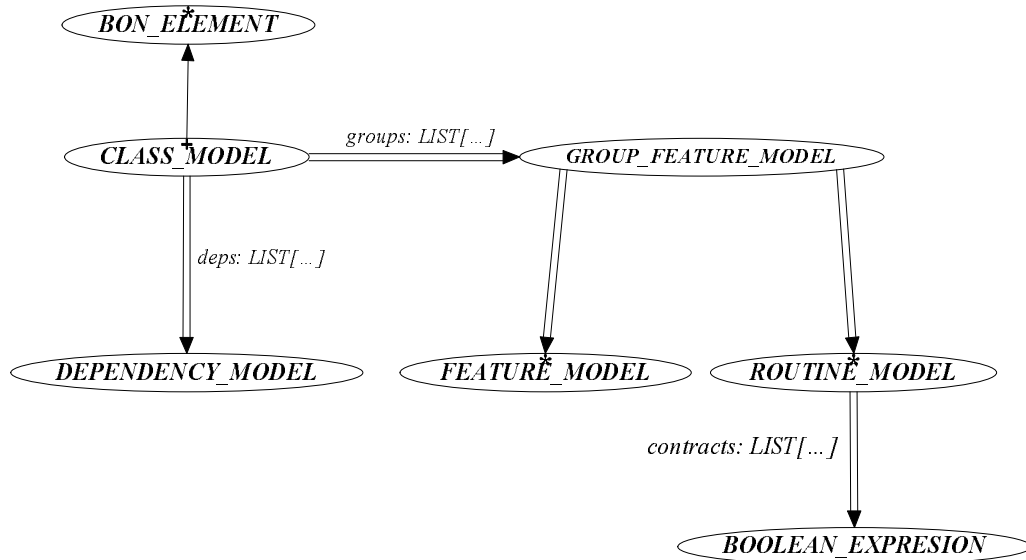 *
BON_ELEMENT
+
CLASS_MODEL
groups: LIST[...]
GROUP_FEATURE_MODEL
deps: LIST[...]
DEPENDENCY_MODEL
*
FEATURE_MODEL
*
ROUTINE_MODEL
contracts: LIST[...]
BOOLEAN_EXPRESION